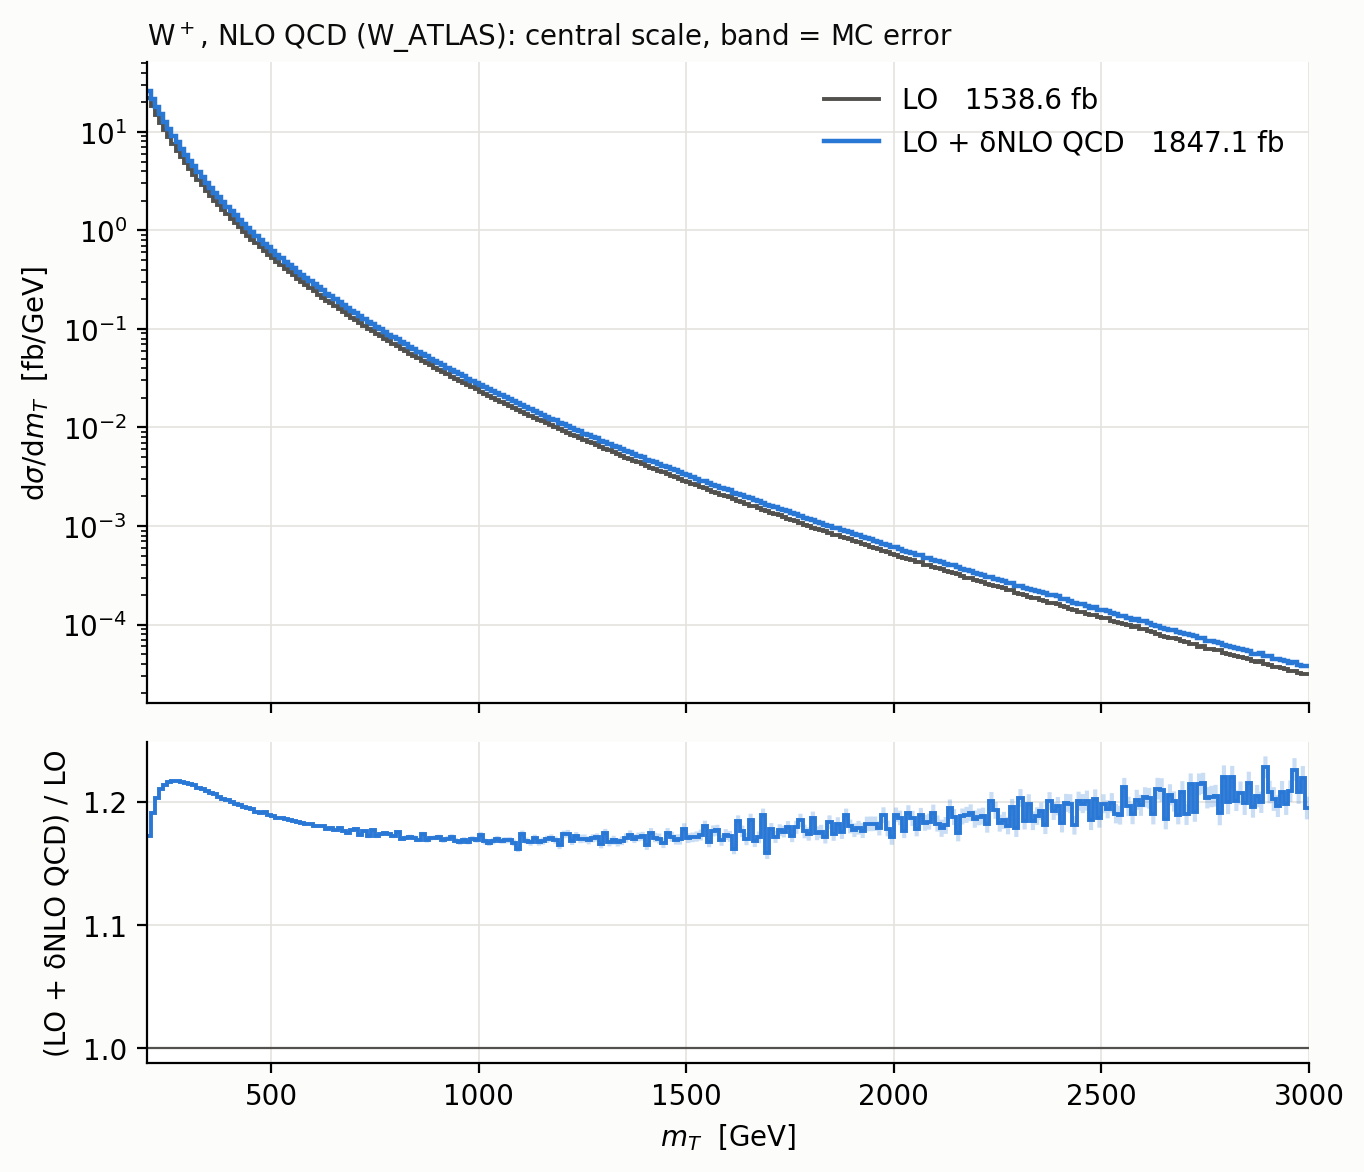 W⁺, NLO QCD (W_ATLAS): central scale, band = MC error
LO 1538.6 fb
LO + δNLO QCD 1847.1 fb
dσ/dm_T [fb/GeV]
10¹
10⁰
10⁻¹
10⁻²
10⁻³
10⁻⁴
(LO + δNLO QCD) / LO
1.2
1.1
1.0
500 1000 1500 2000 2500 3000
m_T [GeV]